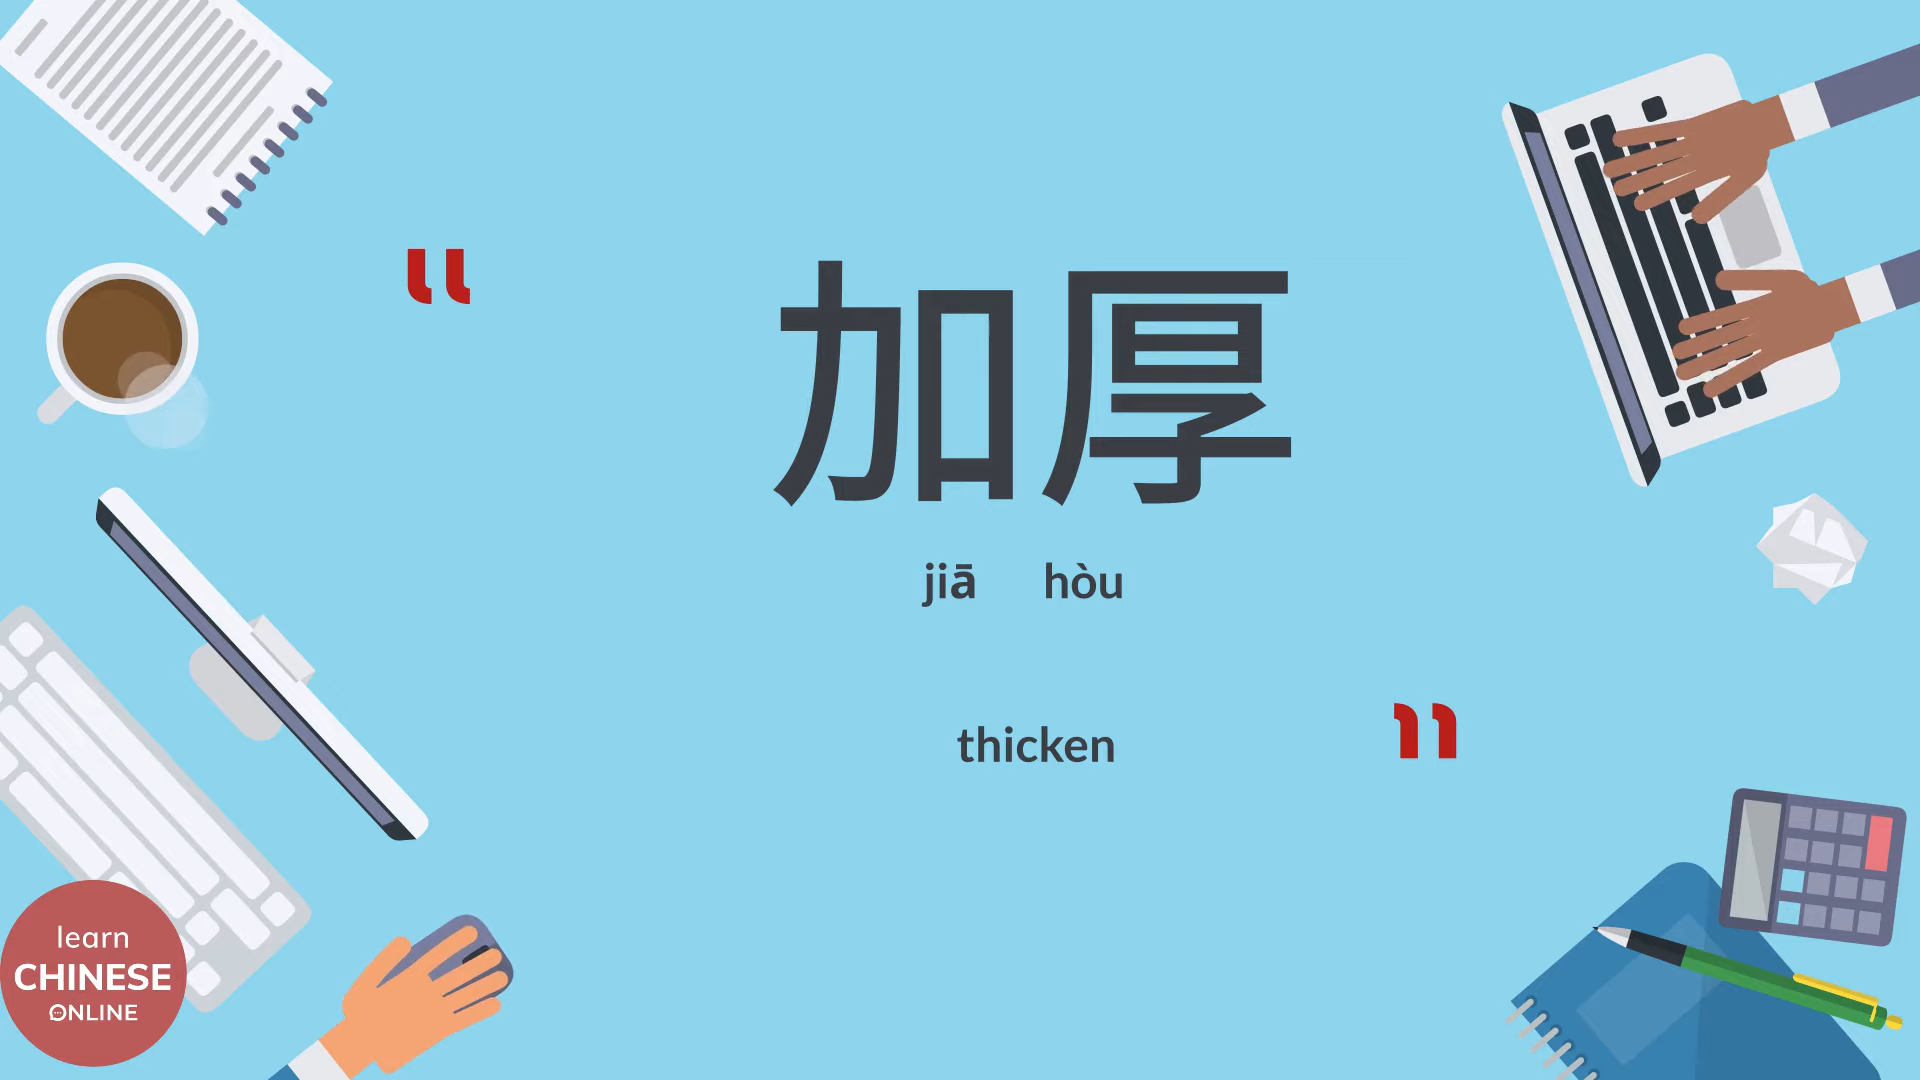 "
加厚
jiā hòu
thicken
"
learn
CHINESE
ONLINE